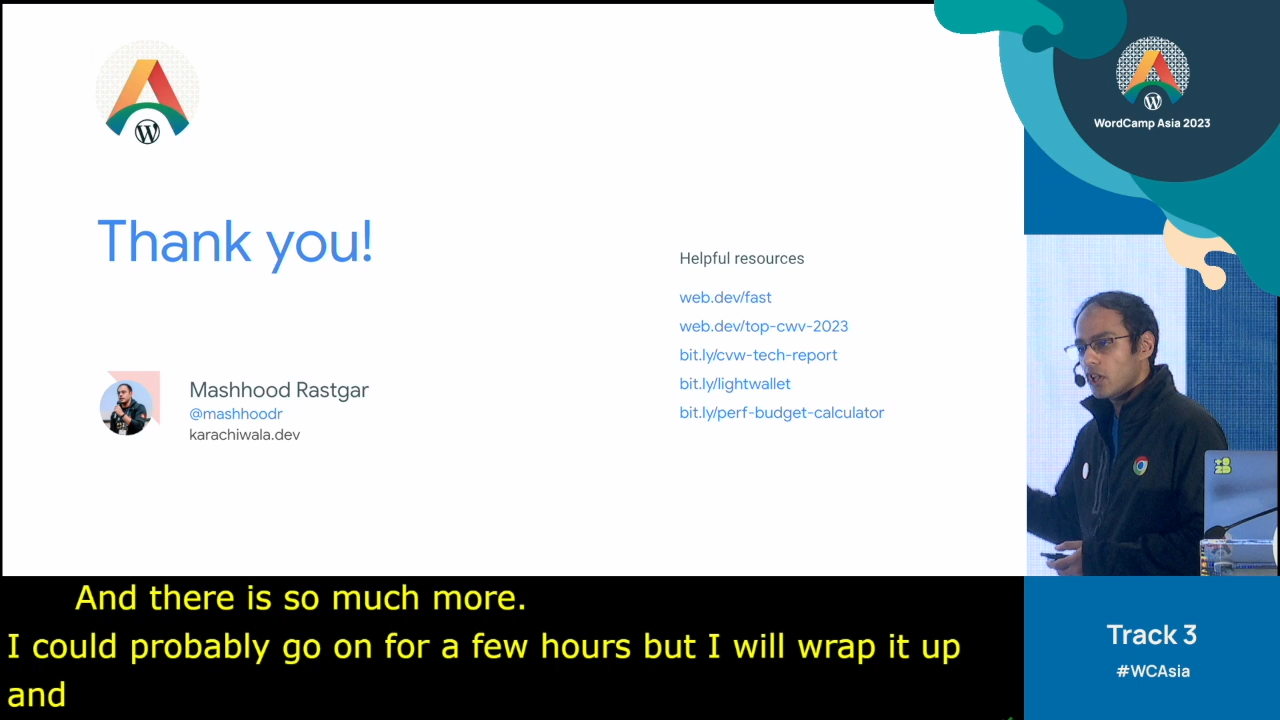 Thank you!
Mashhood Rastgar
@mashhoodr
karachiwala.dev
Helpful resources
web.dev/fast
web.dev/top-cwv-2023
bit.ly/cvw-tech-report
bit.ly/lightwallet
bit.ly/perf-budget-calculator
WordCamp Asia 2023
Track 3
#WCAsia
And there is so much more.
I could probably go on for a few hours but I will wrap it up
and